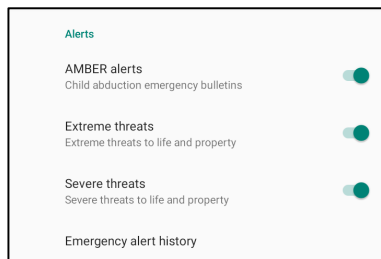 Alerts
AMBER alerts
Child abduction emergency bulletins
Extreme threats
Extreme threats to life and property
Severe threats
Severe threats to life and property
Emergency alert history